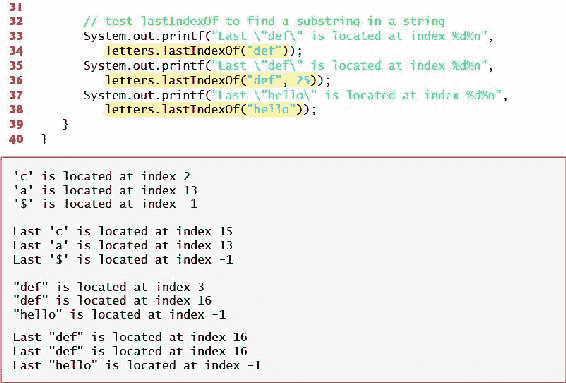 31
32 // test lastIndexOf to find a substring in a string
33 System.out.printf("Last \"def\" is located at index %d%n",
34 letters.lastIndexOf("def"));
35 System.out.printf("Last \"def\" is located at index %d%n",
36 letters.lastIndexOf("def", 25));
37 System.out.printf("Last \"hello\" is located at index %d%n",
38 letters.lastIndexOf("hello"));
39 }
40 }
'c' is located at index 2
'a' is located at index 13
'$' is located at index -1
Last 'c' is located at index 15
Last 'a' is located at index 13
Last '$' is located at index -1
"def" is located at index 3
"def" is located at index 16
"hello" is located at index -1
Last "def" is located at index 16
Last "def" is located at index 16
Last "hello" is located at index -1